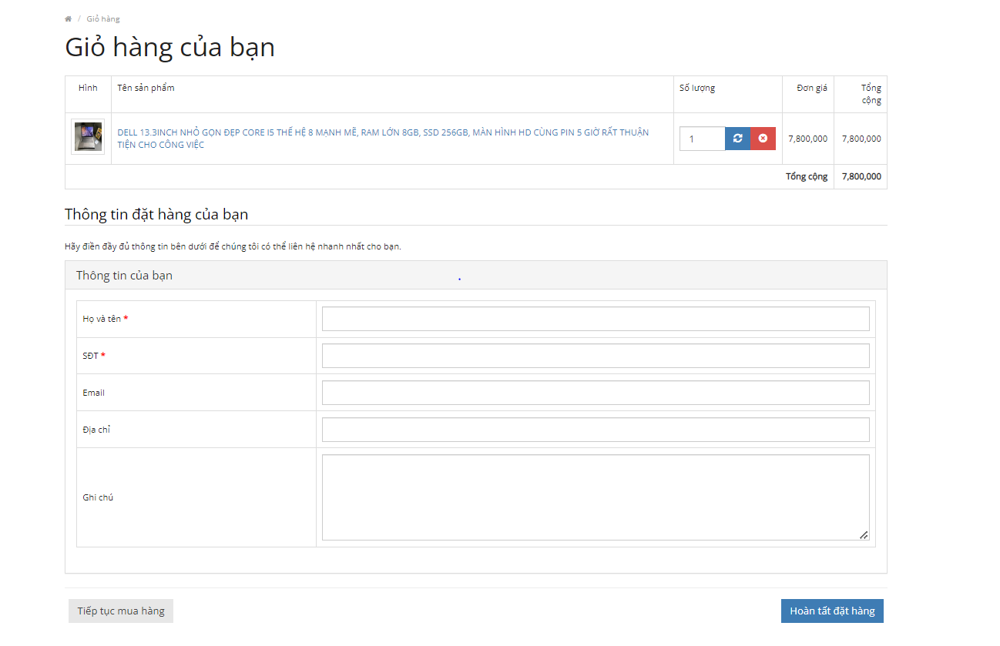 / Giỏ hàng
Giỏ hàng của bạn
Hình Tên sản phẩm Số lượng Đơn giá Tổng
cộng
DELL 13.3INCH NHỎ GỌN ĐẸP CORE I5 THẾ HỆ 8 MẠNH MẼ, RAM LỚN 8GB, SSD 256GB, MÀN HÌNH HD CÙNG PIN 5 GIỜ RẤT THUẬN
TIỆN CHO CÔNG VIỆC
1 7,800,000 7,800,000
Tổng cộng 7,800,000
Thông tin đặt hàng của bạn
Hãy điền đầy đủ thông tin bên dưới để chúng tôi có thể liên hệ nhanh nhất cho bạn.
Thông tin của bạn
Họ và tên *
SĐT *
Email
Địa chỉ
Ghi chú
Tiếp tục mua hàng Hoàn tất đặt hàng